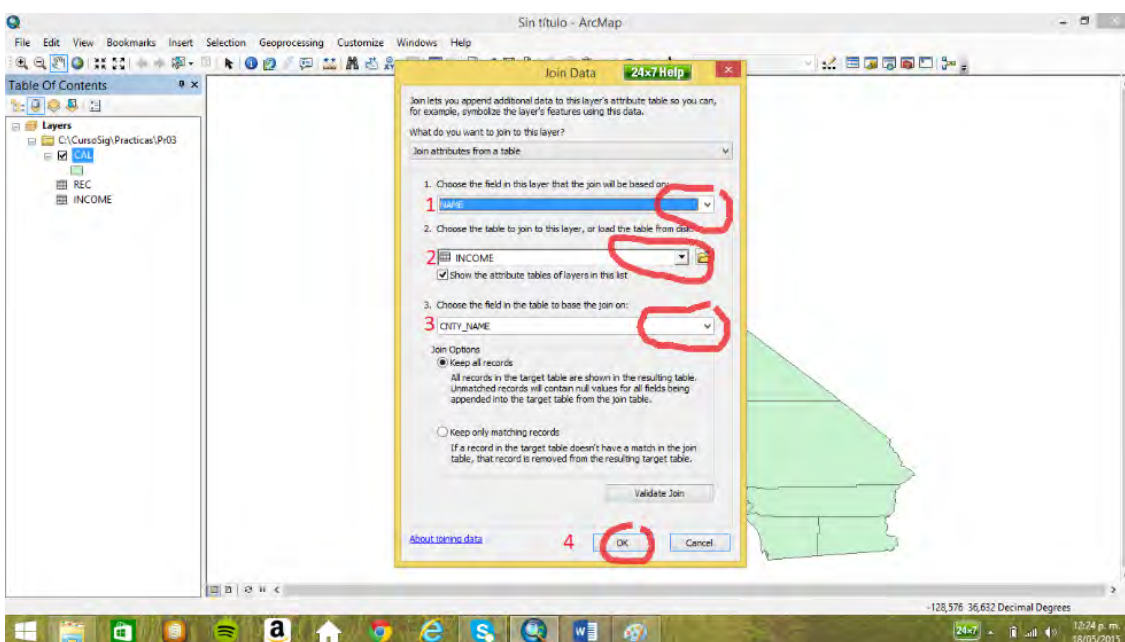 Sin título - ArcMap
File Edit View Bookmarks Insert Selection Geoprocessing Customize Windows Help
Table Of Contents
Layers
C:\CursoSig\Practicas\Pr03
CAL
REC
INCOME
Join Data
24x7 Help
Join lets you append additional data to this layer's attribute table so you can,
for example, symbolize the layer's features using this data.
What do you want to join to this layer?
Join attributes from a table
1. Choose the field in this layer that the join will be based on:
1 NAME
2. Choose the table to join to this layer, or load the table from disk:
2 INCOME
Show the attribute tables of layers in this list
3. Choose the field in the table to base the join on:
3 CNTY_NAME
Join Options
Keep all records
All records in the target table are shown in the resulting table.
Unmatched records will contain null values for all fields being
appended into the target table from the join table.
Keep only matching records
If a record in the target table doesn't have a match in the join
table, that record is removed from the resulting target table.
Validate Join
About joining data
4 OK Cancel
-128,576 36,632 Decimal Degrees
24x7
12:24 p. m.
18/05/2015